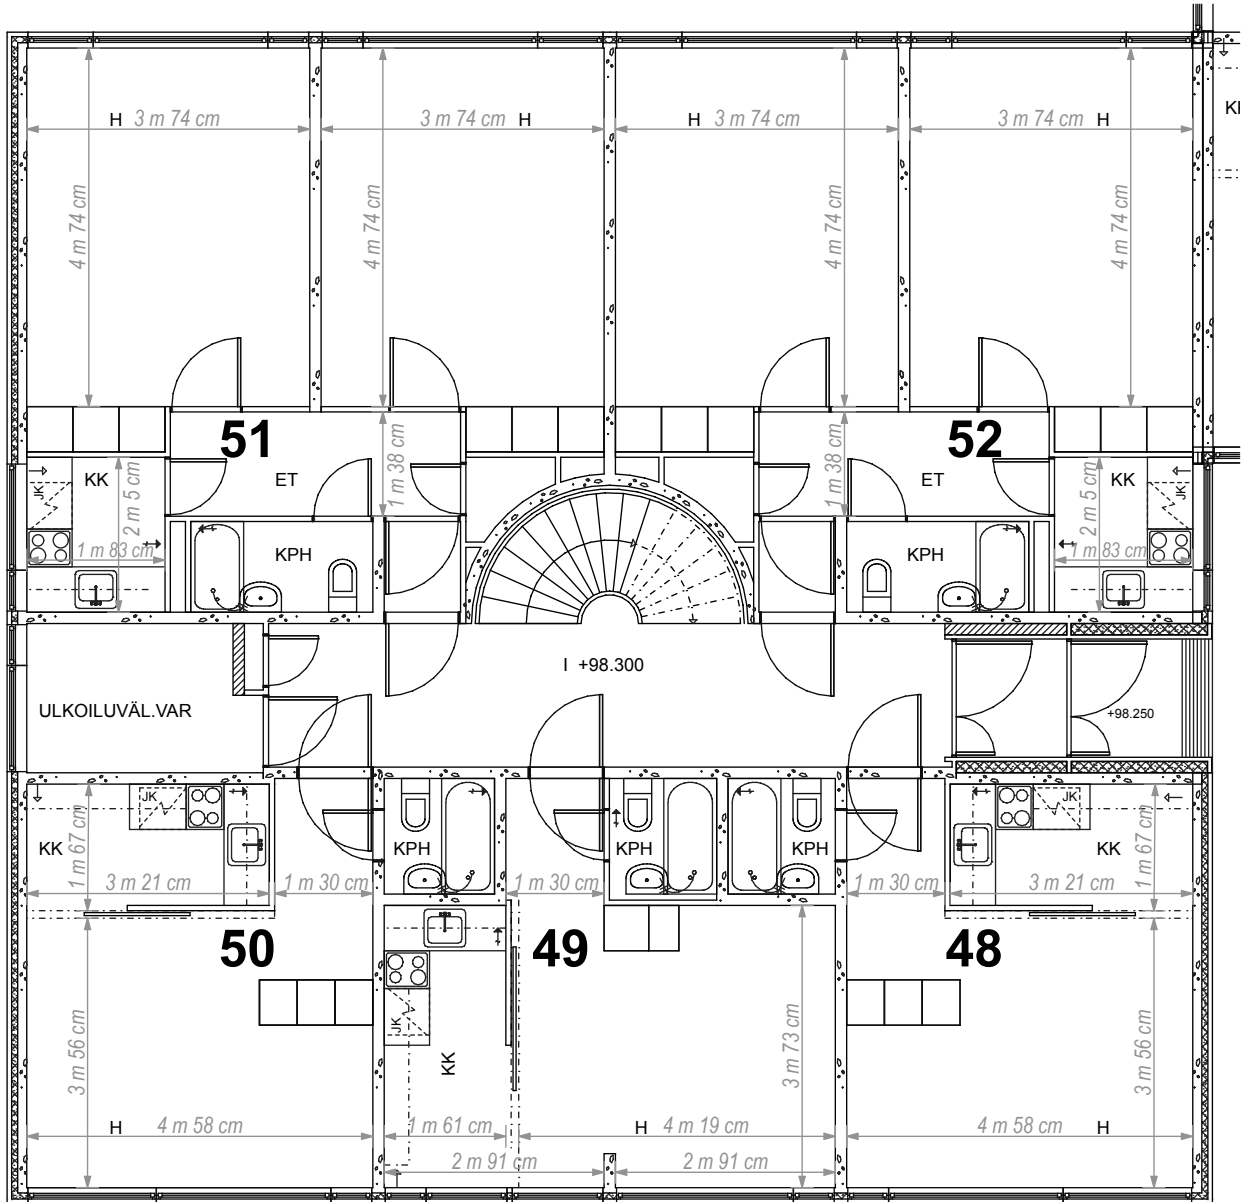 H 3 m 74 cm
3 m 74 cm H
H 3 m 74 cm
3 m 74 cm H
4 m 74 cm
4 m 74 cm
4 m 74 cm
4 m 74 cm
51
52
KK
JK
2 m 5 cm
1 m 83 cm
ET
1 m 38 cm
KPH
1 m 38 cm
ET
KPH
KK
JK
2 m 5 cm
1 m 83 cm
I +98.300
ULKOILUVÄL.VAR
+98.250
JK
KK
1 m 67 cm
3 m 21 cm
1 m 30 cm
KPH
1 m 30 cm
KPH
KPH
1 m 30 cm
JK
KK
1 m 67 cm
3 m 21 cm
50
49
48
JK
KK
3 m 56 cm
3 m 73 cm
3 m 56 cm
H 4 m 58 cm
1 m 61 cm
H 4 m 19 cm
4 m 58 cm H
2 m 91 cm
2 m 91 cm